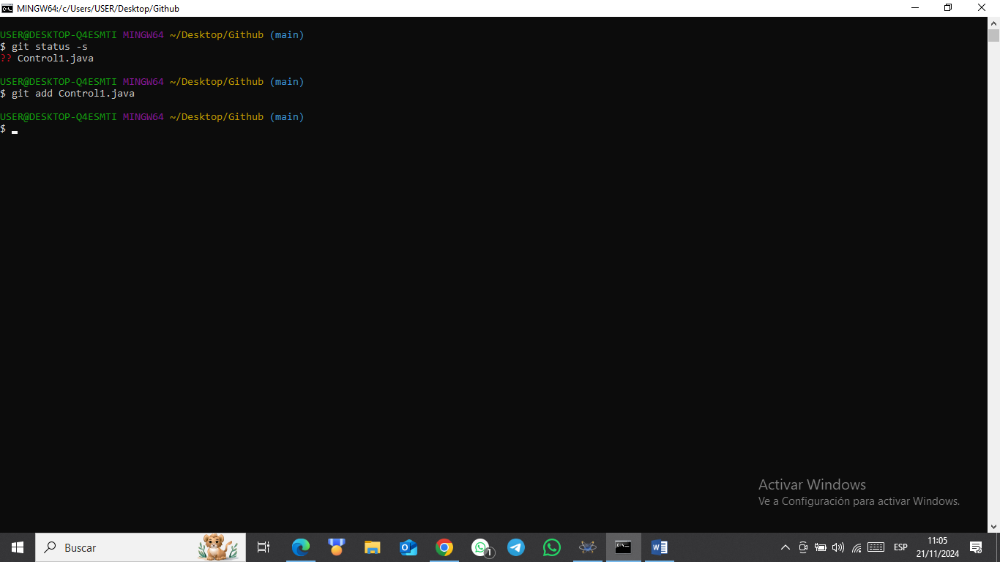 MINGW64:/c/Users/USER/Desktop/Github
USER@DESKTOP-Q4ESMTI MINGW64 ~/Desktop/Github (main)
$ git status -s
?? Control1.java
USER@DESKTOP-Q4ESMTI MINGW64 ~/Desktop/Github (main)
$ git add Control1.java
USER@DESKTOP-Q4ESMTI MINGW64 ~/Desktop/Github (main)
$
Activar Windows
Ve a Configuración para activar Windows.
Buscar
1
ESP
11:05
21/11/2024